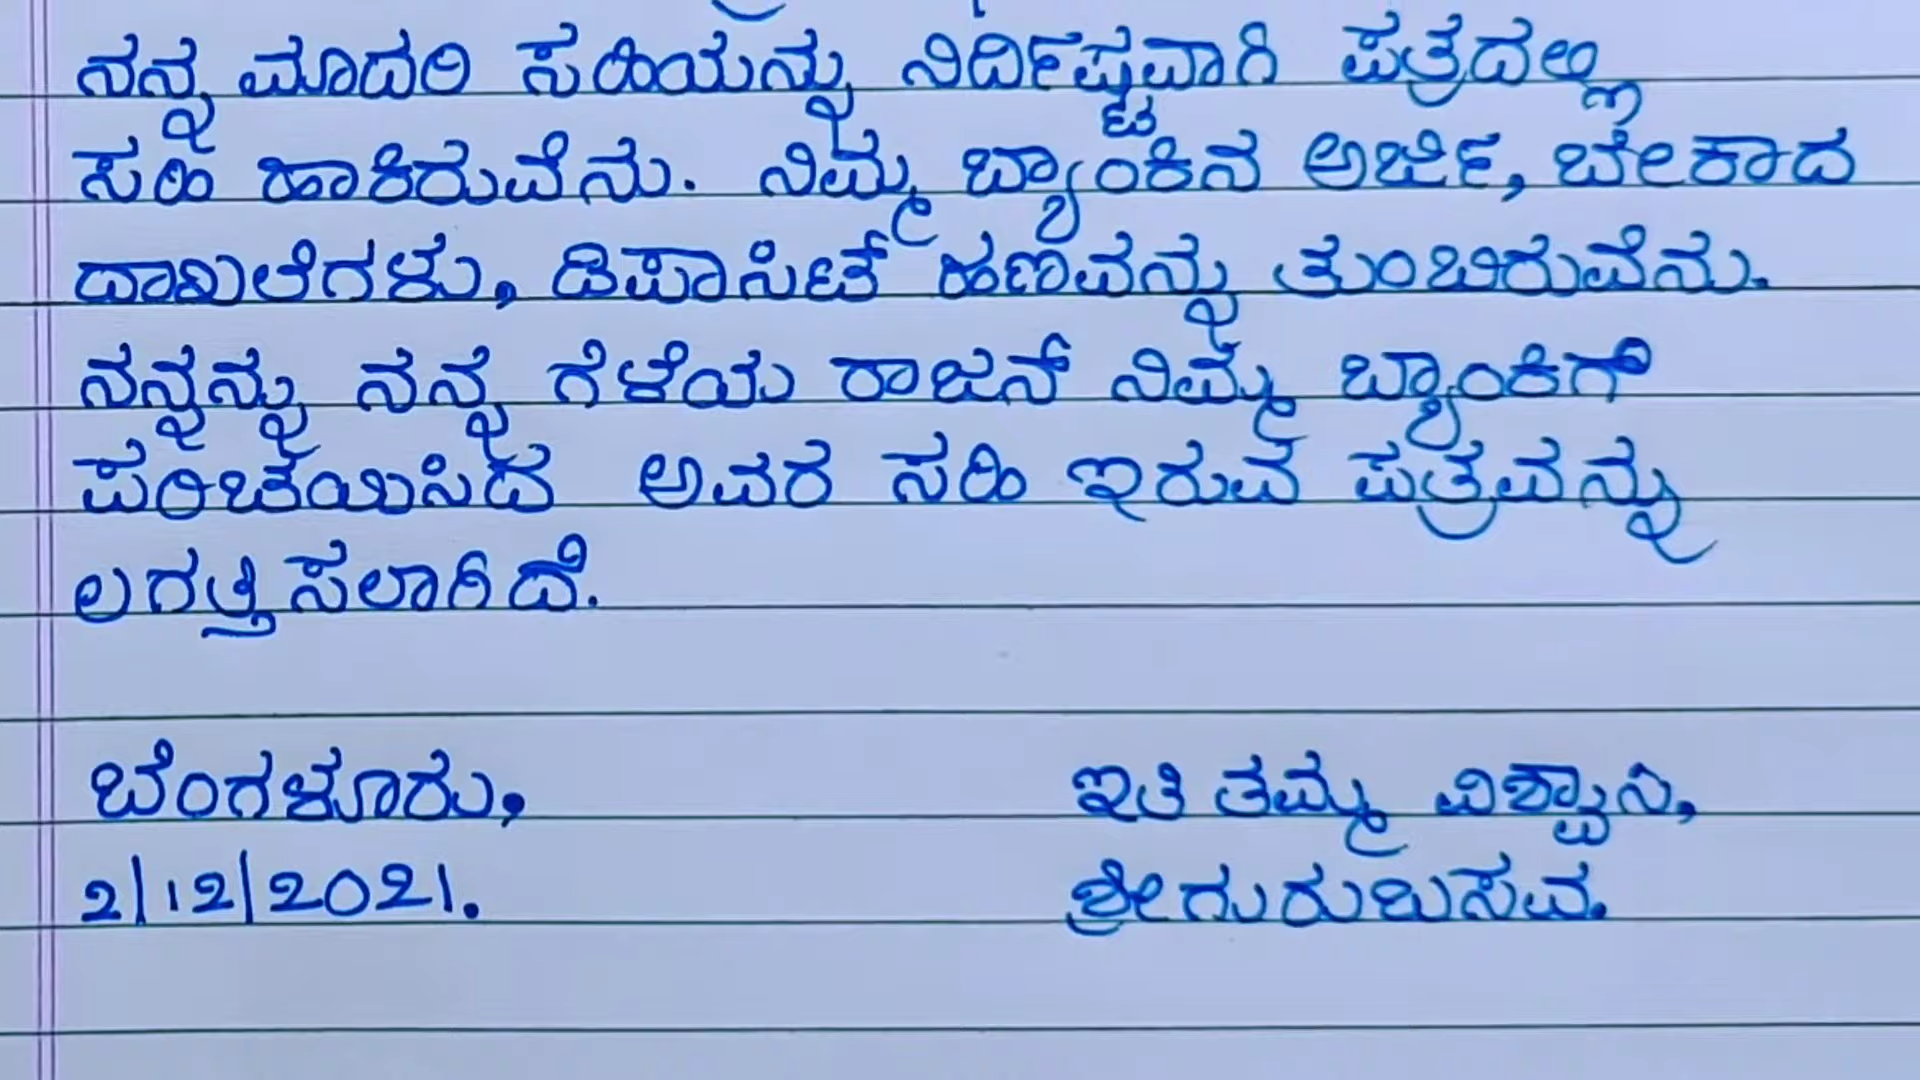 ನನ್ನ ಮಾದರಿ ಸಹಿಯನ್ನು ನಿರ್ದಿಷ್ಟವಾಗಿ ಪತ್ರದಲ್ಲಿ
ಸಹಿ ಹಾಕಿರುವೆನು. ನಿಮ್ಮ ಬ್ಯಾಂಕಿನ ಅರ್ಜಿ, ಬೇಕಾದ
ದಾಖಲೆಗಳು, ಡಿಪಾಸೀಟ್ ಹಣವನ್ನು ತುಂಬಿರುವೆನು.
ನನ್ನನ್ನು ನನ್ನ ಗೆಳೆಯ ರಾಜನ್ ನಿಮ್ಮ ಬ್ಯಾಂಕಿಗೆ
ಪರಿಚಯಿಸಿದ ಅವರ ಸಹಿ ಇರುವ ಪತ್ರವನ್ನು
ಲಗತ್ತಿಸಲಾಗಿದೆ.
ಬೆಂಗಳೂರು, ಇತಿ ತಮ್ಮ ವಿಶ್ವಾಸಿ,
2/12/2021. ಶ್ರೀಗುರುಬಸವ.